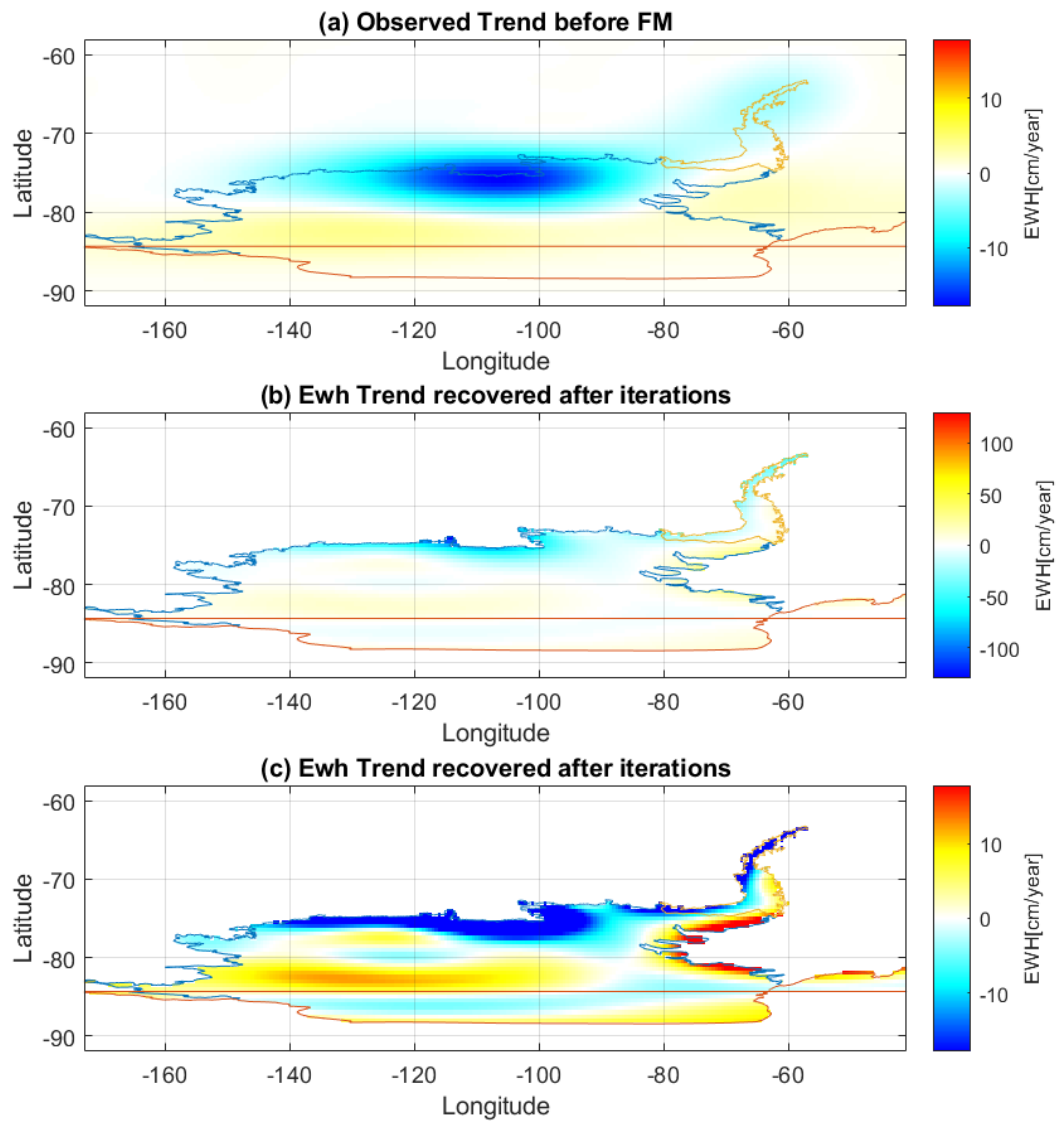 (a) Observed Trend before FM
-60
-70
-80
-90
Latitude
-160 -140 -120 -100 -80 -60
Longitude
10
0
-10
EWH[cm/year]
(b) Ewh Trend recovered after iterations
-60
-70
-80
-90
Latitude
-160 -140 -120 -100 -80 -60
Longitude
100
50
0
-50
-100
EWH[cm/year]
(c) Ewh Trend recovered after iterations
-60
-70
-80
-90
Latitude
-160 -140 -120 -100 -80 -60
Longitude
10
0
-10
EWH[cm/year]